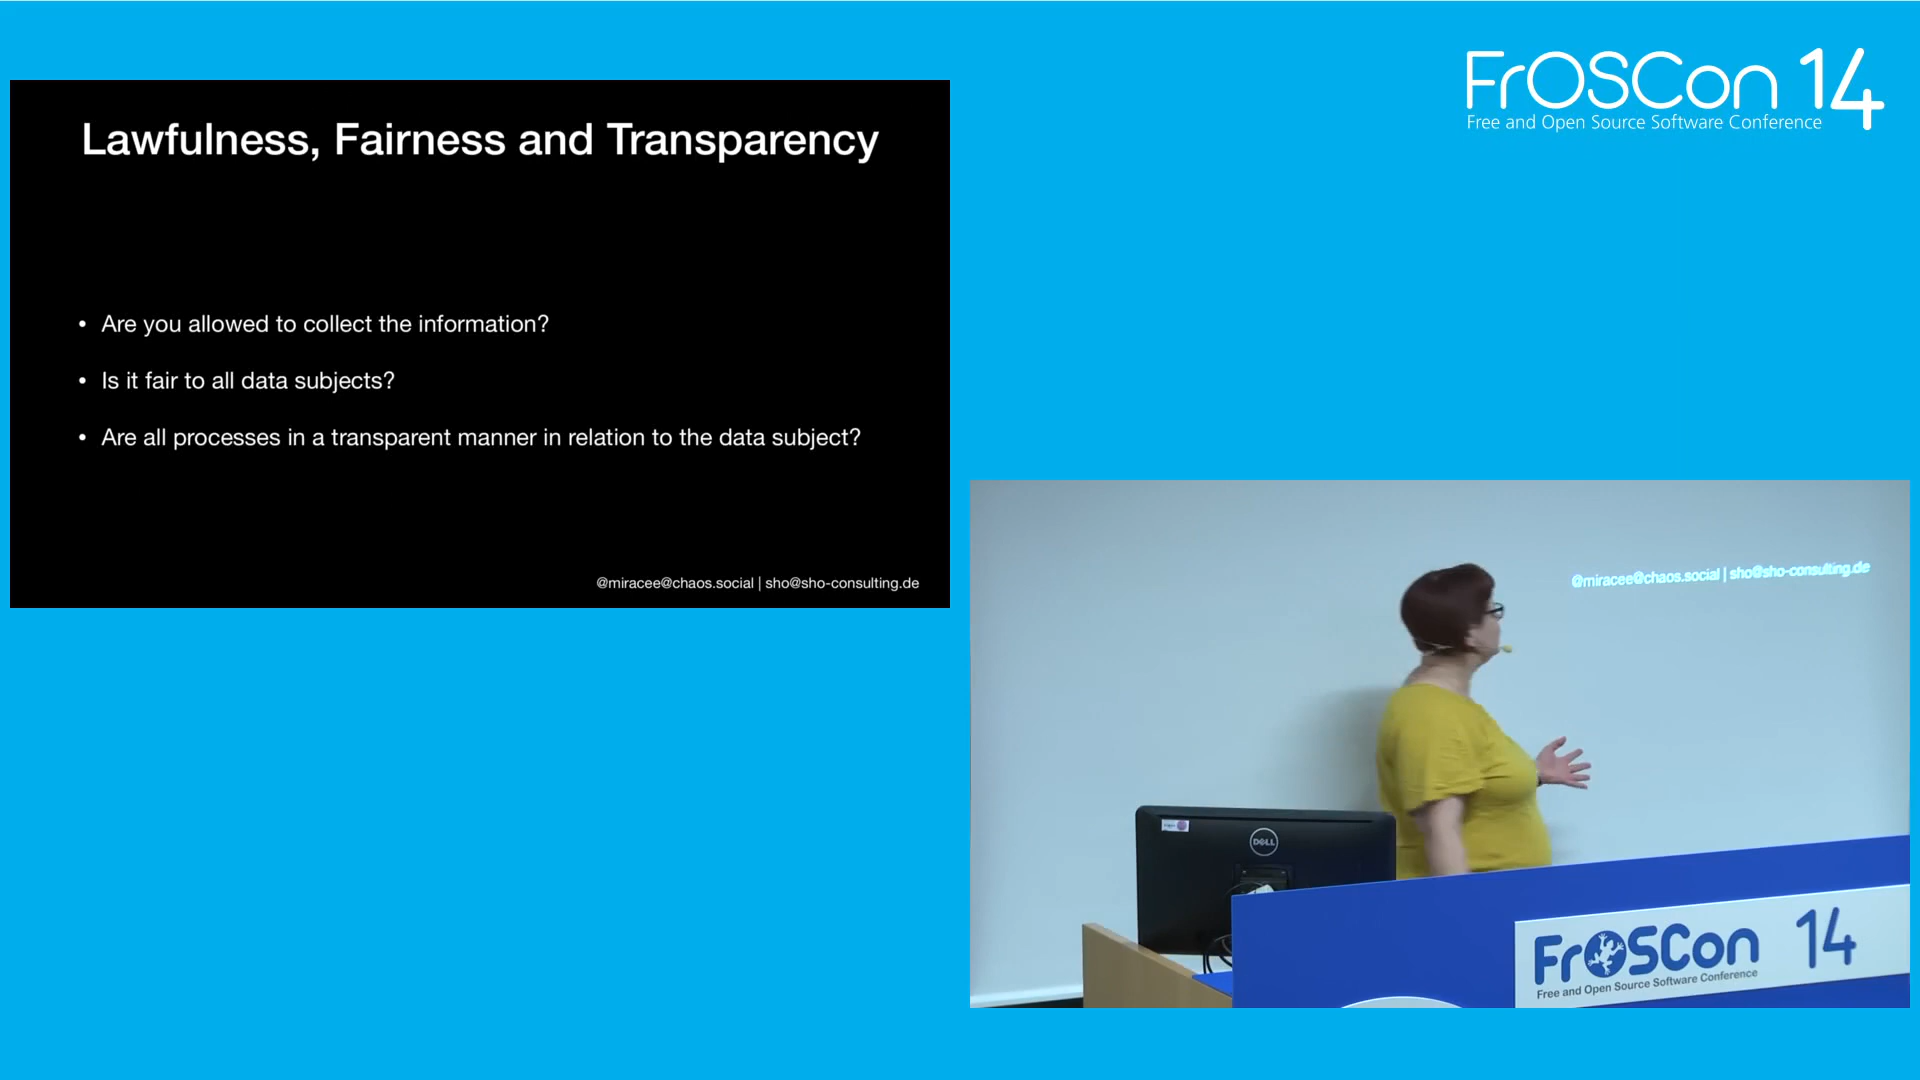 FrOSCon 14
Free and Open Source Software Conference
Lawfulness, Fairness and Transparency
• Are you allowed to collect the information?
• Is it fair to all data subjects?
• Are all processes in a transparent manner in relation to the data subject?
@miracee@chaos.social | sho@sho-consulting.de
@miracee@chaos.social | sho@sho-consulting.de
DELL
FrOSCon 14
Free and Open Source Software Conference